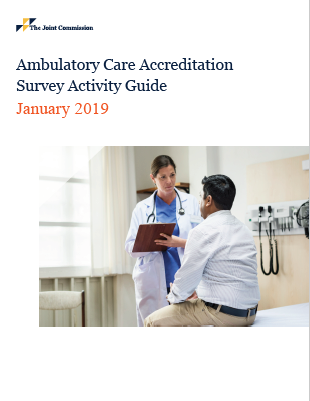 The Joint Commission
Ambulatory Care Accreditation
Survey Activity Guide
January 2019